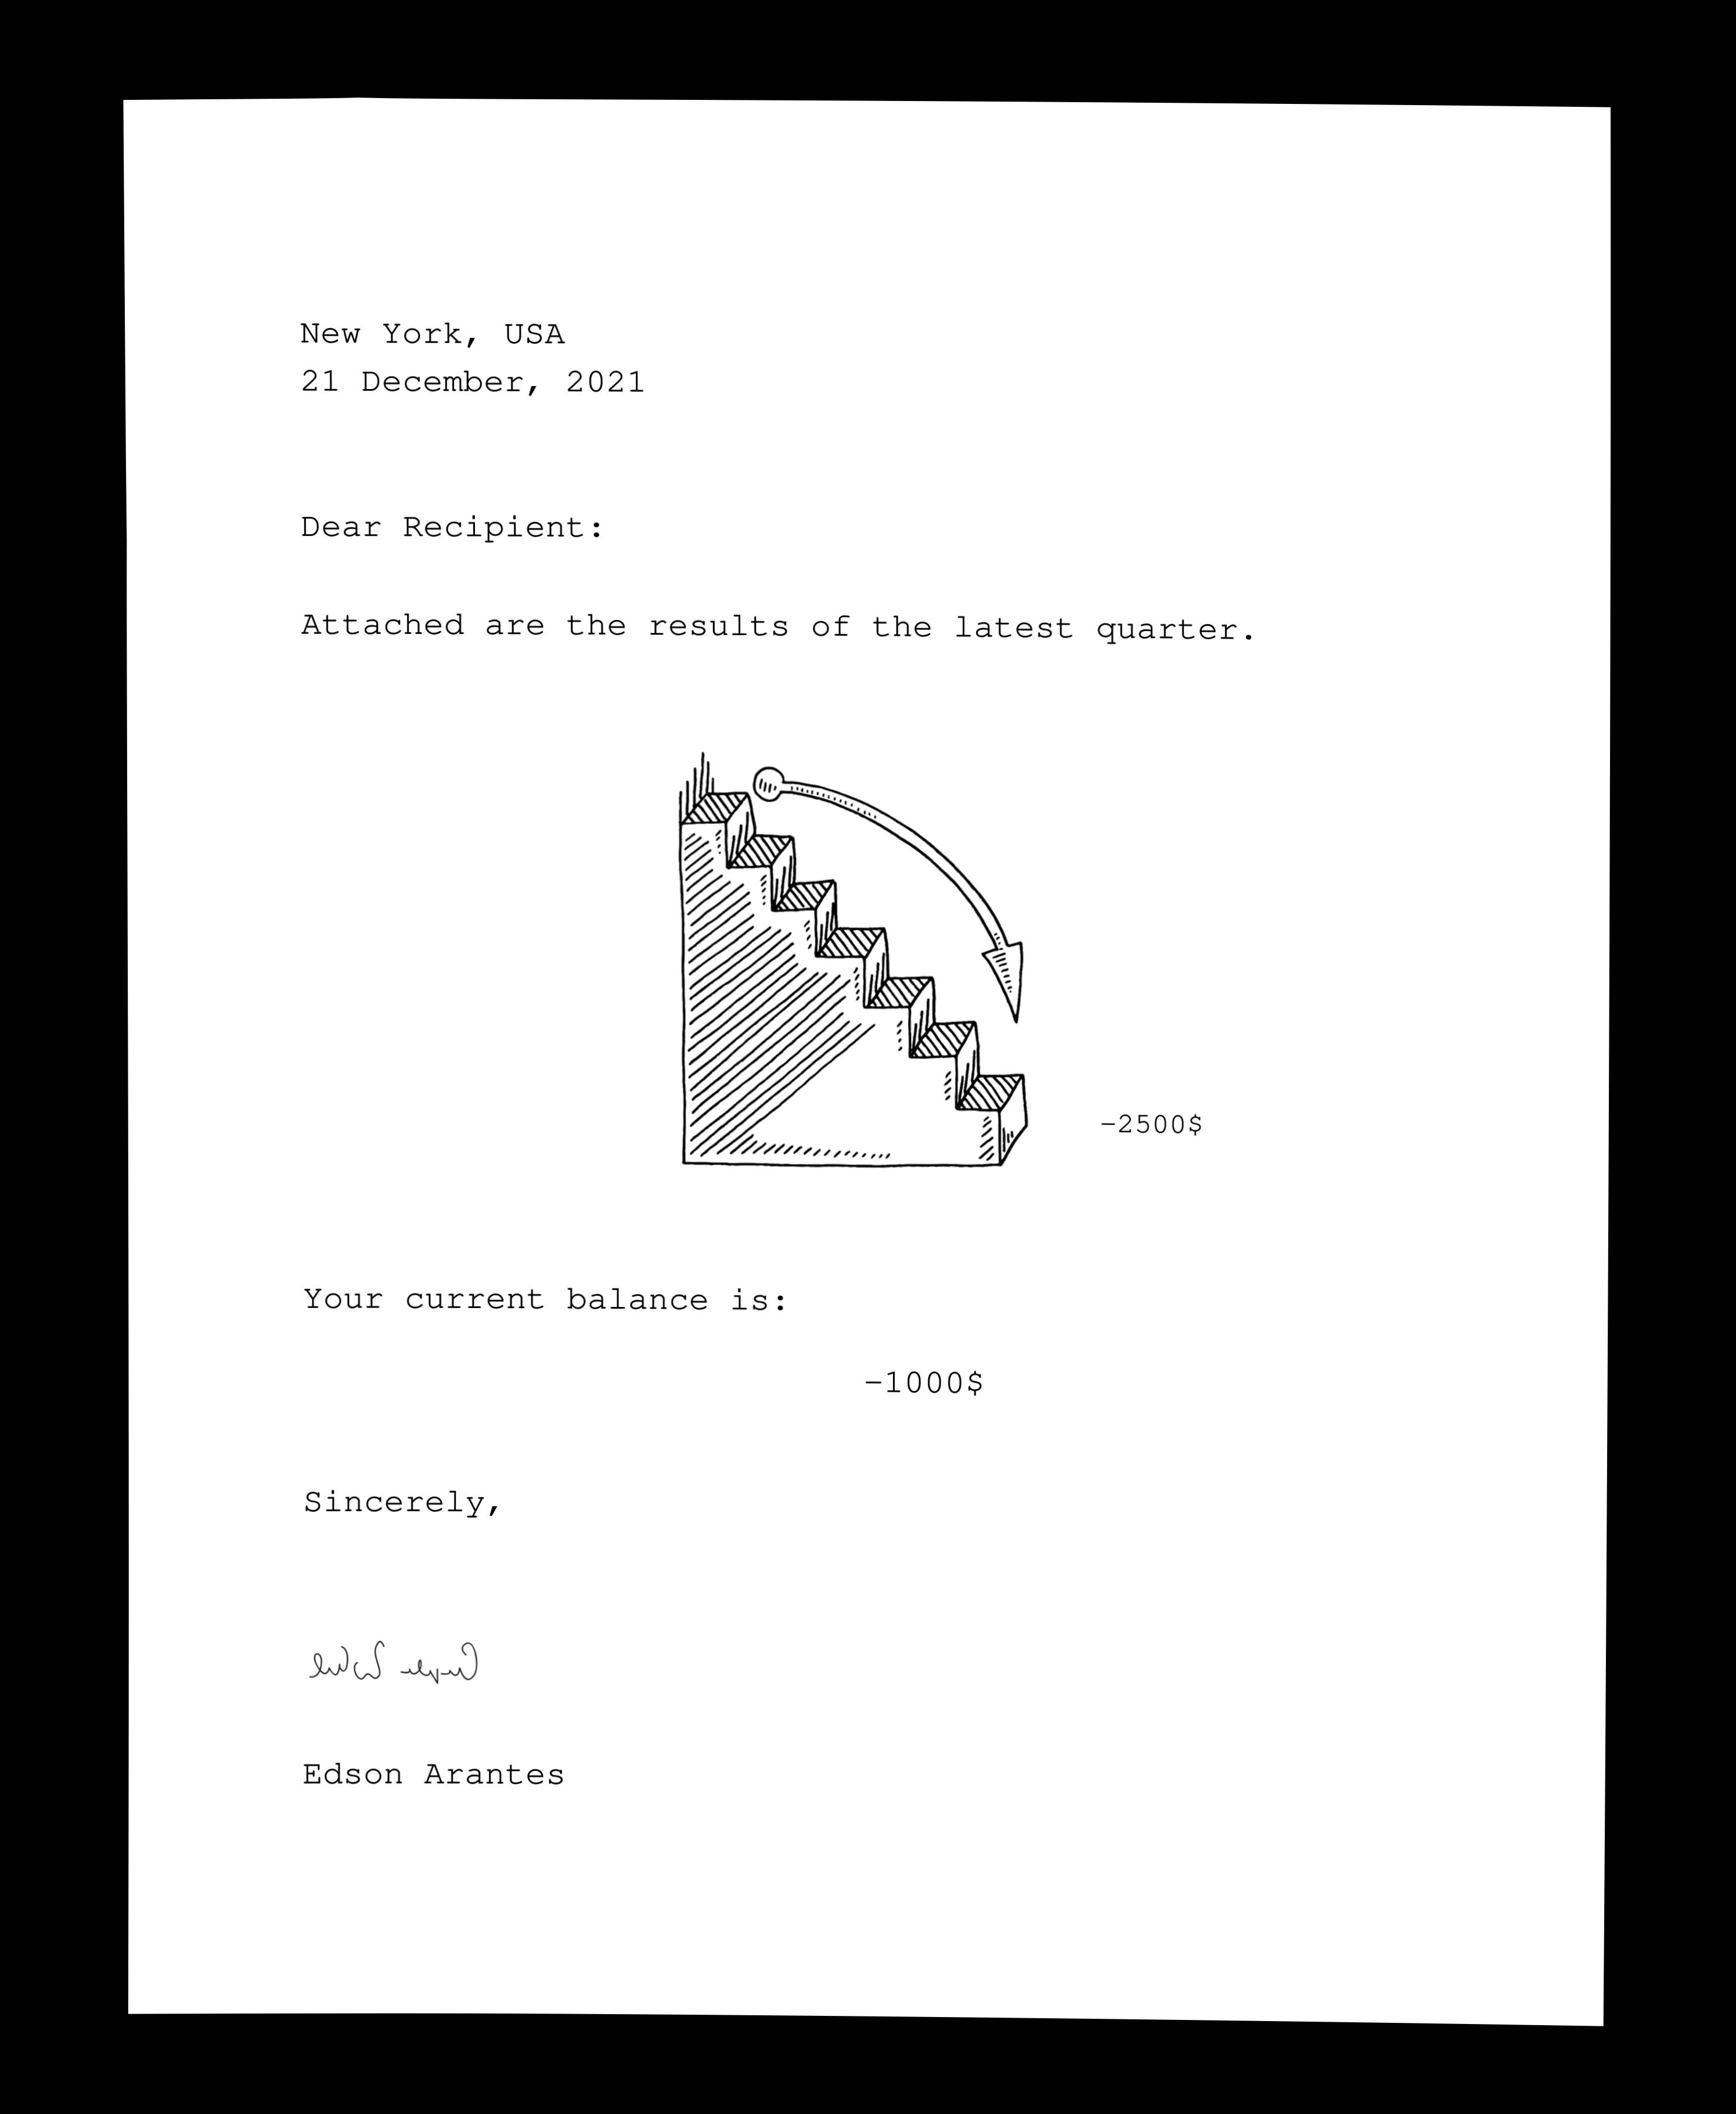 New York, USA
21 December, 2021
Dear Recipient:
Attached are the results of the latest quarter.
-2500$
Your current balance is:
-1000$
Sincerely,
Edson Arantes